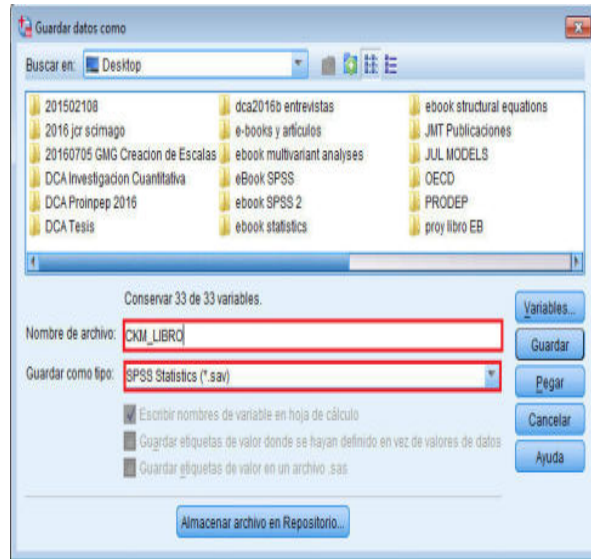 Guardar datos como
Buscar en: Desktop
201502108
2016 jcr scimago
20160705 GMG Creacion de Escalas
DCA Investigacion Cuantitativa
DCA Proinpep 2016
DCA Tesis
dca2016b entrevistas
e-books y artículos
ebook multivariant analyses
eBook SPSS
ebook SPSS 2
ebook statistics
ebook structural equations
JMT Publicaciones
JUL MODELS
OECD
PRODEP
proy libro EB
Conservar 33 de 33 variables.
Variables...
Nombre de archivo: CKM_LIBRO
Guardar
Guardar como tipo: SPSS Statistics (*.sav)
Pegar
Escribir nombres de variable en hoja de cálculo
Cancelar
Guardar etiquetas de valor donde se hayan definido en vez de valores de datos
Ayuda
Guardar etiquetas de valor en un archivo .sas
Almacenar archivo en Repositorio...